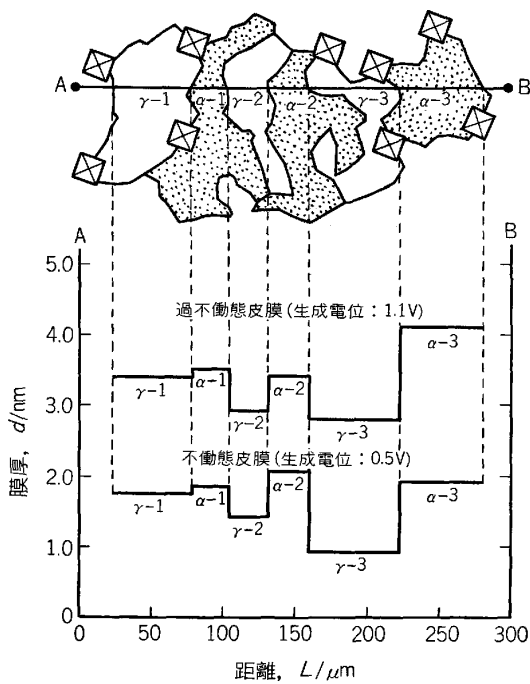 A
B
γ-1
α-1
γ-2
α-2
γ-3
α-3
A
B
5.0
過不働態皮膜(生成電位:1.1V)
4.0
α-3
γ-1
α-1
γ-2
α-2
γ-3
3.0
不働態皮膜(生成電位:0.5V)
2.0
γ-1
α-1
γ-2
α-2
γ-3
α-3
1.0
0
膜厚, d/nm
0 50 100 150 200 250 300
距離, L/μm